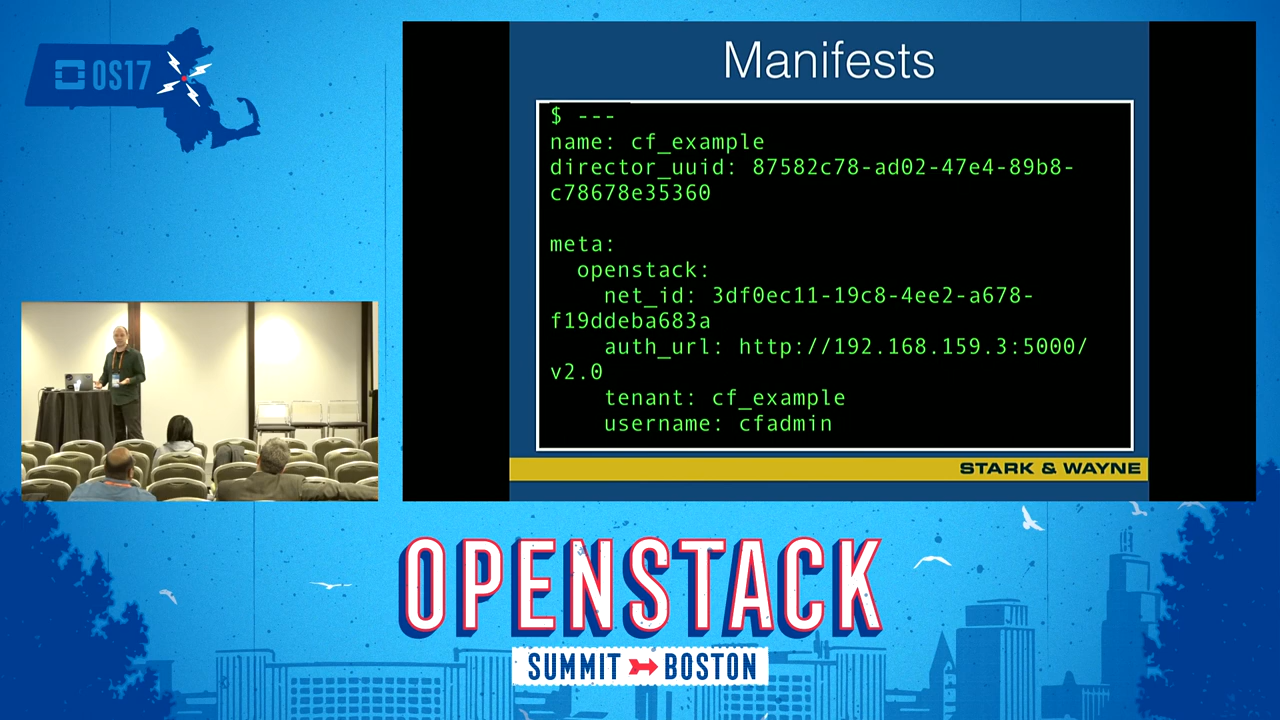 OS17
Manifests
$ ---
name: cf_example
director_uuid: 87582c78-ad02-47e4-89b8-
c78678e35360
meta:
openstack:
net_id: 3df0ec11-19c8-4ee2-a678-
f19ddeba683a
auth_url: http://192.168.159.3:5000/
v2.0
tenant: cf_example
username: cfadmin
STARK & WAYNE
OPENSTACK
SUMMIT BOSTON